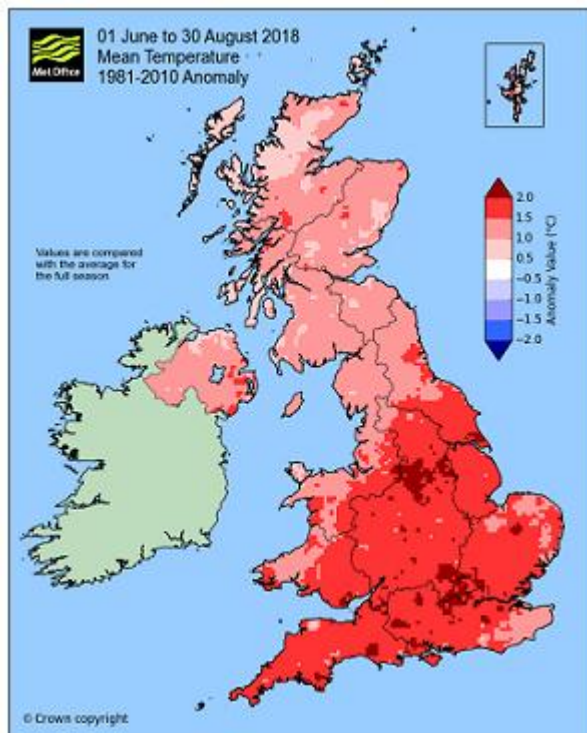 Met Office
01 June to 30 August 2018
Mean Temperature
1981-2010 Anomaly
Values are compared
with the average for
the full season
2.0
1.5
1.0
0.5
−0.5
−1.0
−1.5
−2.0
Anomaly Value (°C)
© Crown copyright